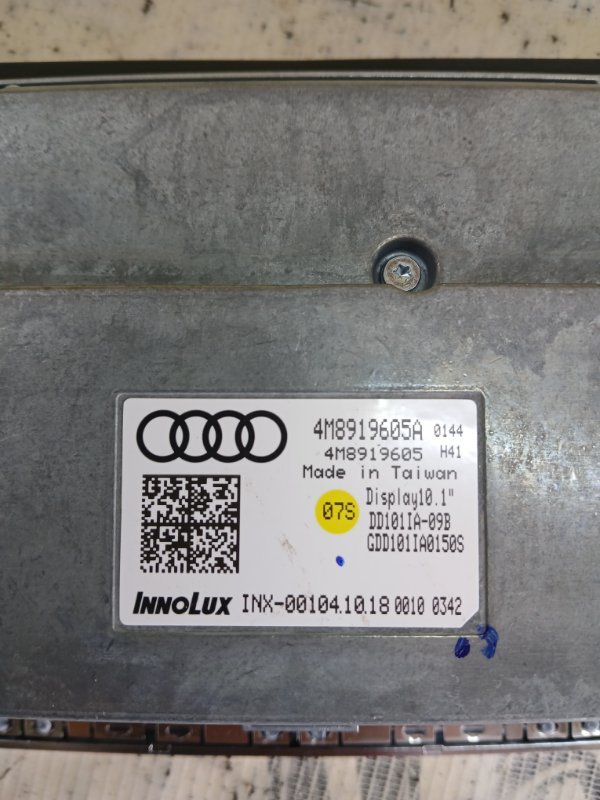 4M8919605A 0144
4M8919605 H41
Made in Taiwan
07S
Display10.1"
DD101IA-09B
GDD101IA0150S
INNOLUX INX-00104.10.18 0010 0342